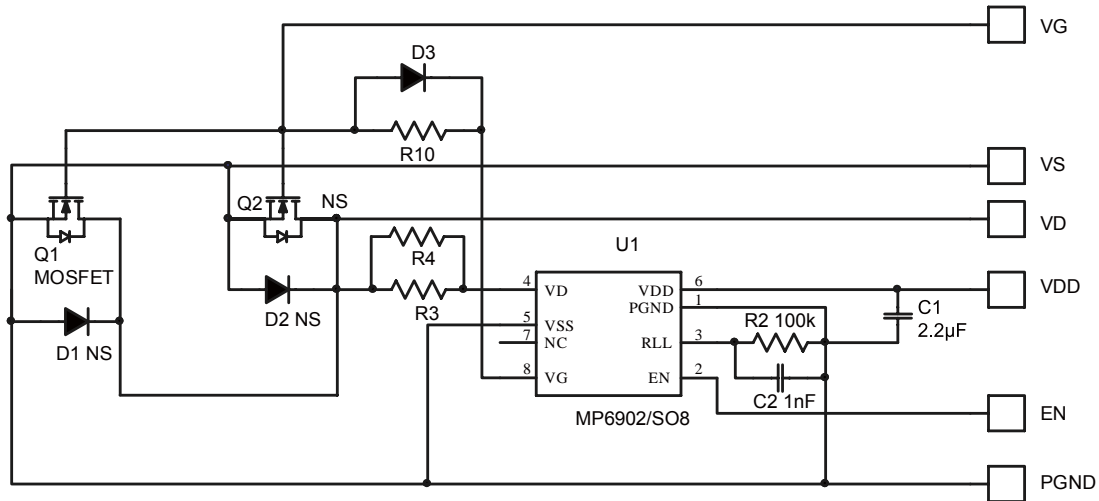 VG
D3
R10
VS
Q2
NS
VD
Q1
MOSFET
R4
R3
U1
D2 NS
D1 NS
4
VD
5
VSS
7
NC
8
VG
VDD
6
PGND
1
RLL
3
EN
2
MP6902/SO8
VDD
C1
2.2µF
R2 100k
C2 1nF
EN
PGND